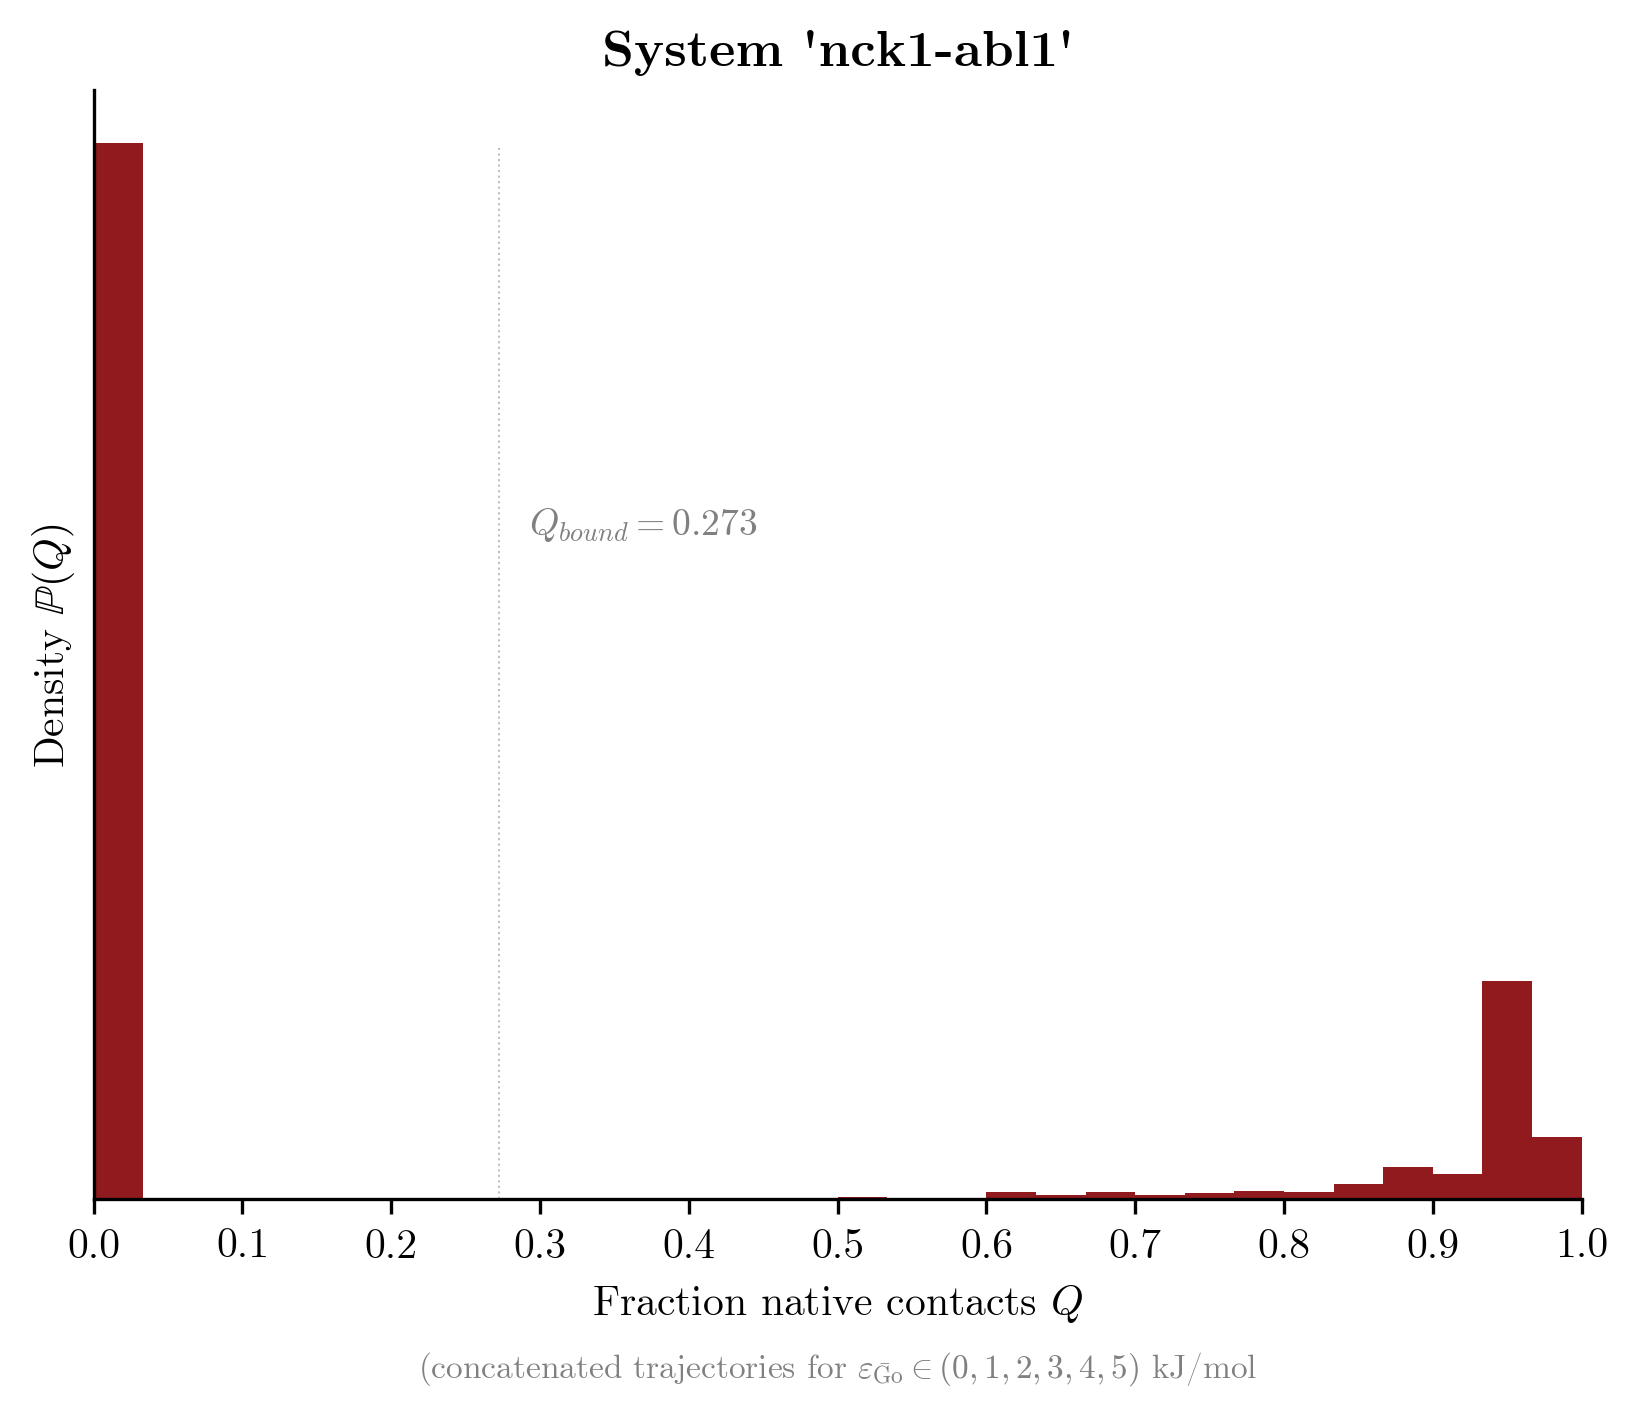 System 'nck1-abl1'
Density ℙ(Q)
Q_bound = 0.273
0.0 0.1 0.2 0.3 0.4 0.5 0.6 0.7 0.8 0.9 1.0
Fraction native contacts Q
(concatenated trajectories for ε_Ḡo ∈ (0, 1, 2, 3, 4, 5) kJ/mol